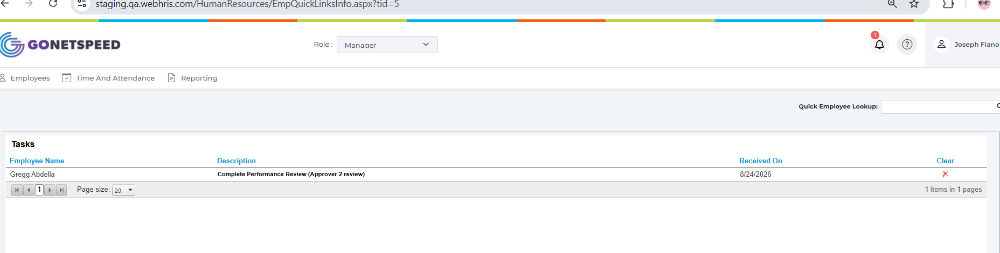 staging.qa.webhris.com/HumanResources/EmpQuickLinksInfo.aspx?tid=5
GONETSPEED
Role :
Manager
1
?
Joseph Fiano
Employees
Time And Attendance
Reporting
Quick Employee Lookup:
Tasks
Employee Name Description Received On Clear
Gregg Abdella Complete Performance Review (Approver 2 review) 8/24/2026
1 Page size: 20 1 items in 1 pages